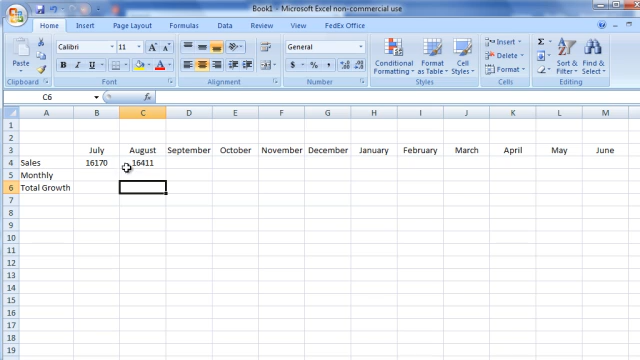 Book1 - Microsoft Excel non-commercial use
Home Insert Page Layout Formulas Data Review View Add-Ins FedEx Office
Calibri 11 General Insert Σ
Paste B I U $ % , Conditional Formatting Format as Table Cell Styles Delete Sort & Filter Find & Select
Format
Clipboard Font Alignment Number Styles Cells Editing
C6 fx
A B C D E F G H I J K L M
1
2
3 July August September October November December January February March April May June
4 Sales 16170 16411
5 Monthly
6 Total Growth
7
8
9
10
11
12
13
14
15
16
17
18
19